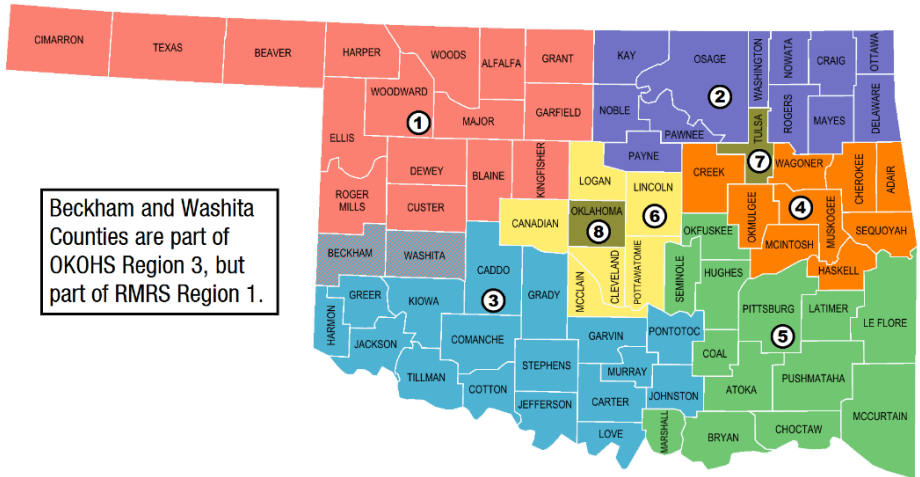 CIMARRON
TEXAS
BEAVER
HARPER
WOODS
ALFALFA
GRANT
KAY
OSAGE
WASHINGTON
NOWATA
CRAIG
OTTAWA
WOODWARD
1
MAJOR
GARFIELD
NOBLE
2
PAWNEE
TULSA
ROGERS
MAYES
DELAWARE
ELLIS
DEWEY
BLAINE
KINGFISHER
LOGAN
PAYNE
LINCOLN
CREEK
7
WAGONER
CHEROKEE
ADAIR
ROGER
MILLS
CUSTER
CANADIAN
OKLAHOMA
8
6
OKFUSKEE
OKMULGEE
4
MUSKOGEE
MCINTOSH
SEQUOYAH
Beckham and Washita
Counties are part of
OKOHS Region 3, but
part of RMRS Region 1.
BECKHAM
WASHITA
CADDO
3
GRADY
MCCLAIN
CLEVELAND
POTTAWATOMIE
SEMINOLE
HUGHES
HASKELL
GREER
KIOWA
HARMON
JACKSON
COMANCHE
GARVIN
PONTOTOC
PITTSBURG
5
LATIMER
LE FLORE
TILLMAN
COTTON
STEPHENS
MURRAY
COAL
ATOKA
PUSHMATAHA
JEFFERSON
CARTER
JOHNSTON
LOVE
MARSHALL
BRYAN
CHOCTAW
MCCURTAIN